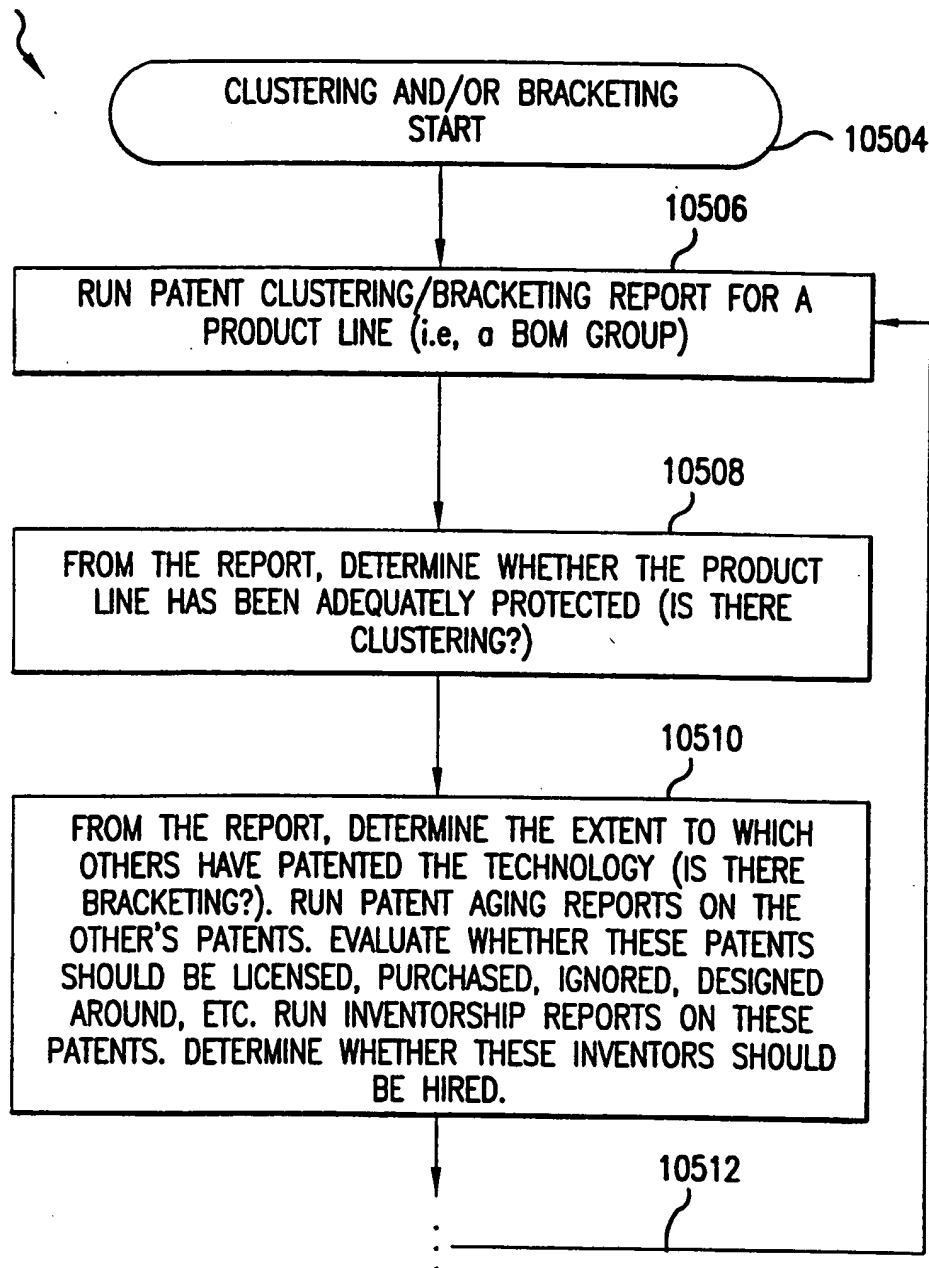 CLUSTERING AND/OR BRACKETING
START
10504
10506
RUN PATENT CLUSTERING/BRACKETING REPORT FOR A
PRODUCT LINE (i.e, a BOM GROUP)
10508
FROM THE REPORT, DETERMINE WHETHER THE PRODUCT
LINE HAS BEEN ADEQUATELY PROTECTED (IS THERE
CLUSTERING?)
10510
FROM THE REPORT, DETERMINE THE EXTENT TO WHICH
OTHERS HAVE PATENTED THE TECHNOLOGY (IS THERE
BRACKETING?). RUN PATENT AGING REPORTS ON THE
OTHER'S PATENTS. EVALUATE WHETHER THESE PATENTS
SHOULD BE LICENSED, PURCHASED, IGNORED, DESIGNED
AROUND, ETC. RUN INVENTORSHIP REPORTS ON THESE
PATENTS. DETERMINE WHETHER THESE INVENTORS SHOULD
BE HIRED.
10512